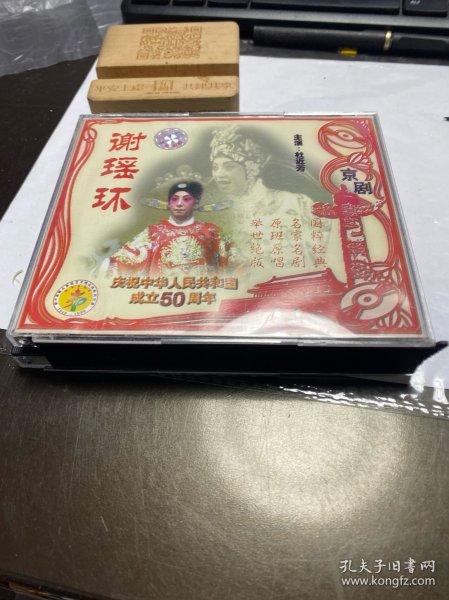 谢瑶环
主演：杜近芳
京剧
国粹经典
名家名剧
原班原唱
举世绝版
庆祝中华人民共和国
成立50周年
孔夫子旧书网
www.kongfz.com